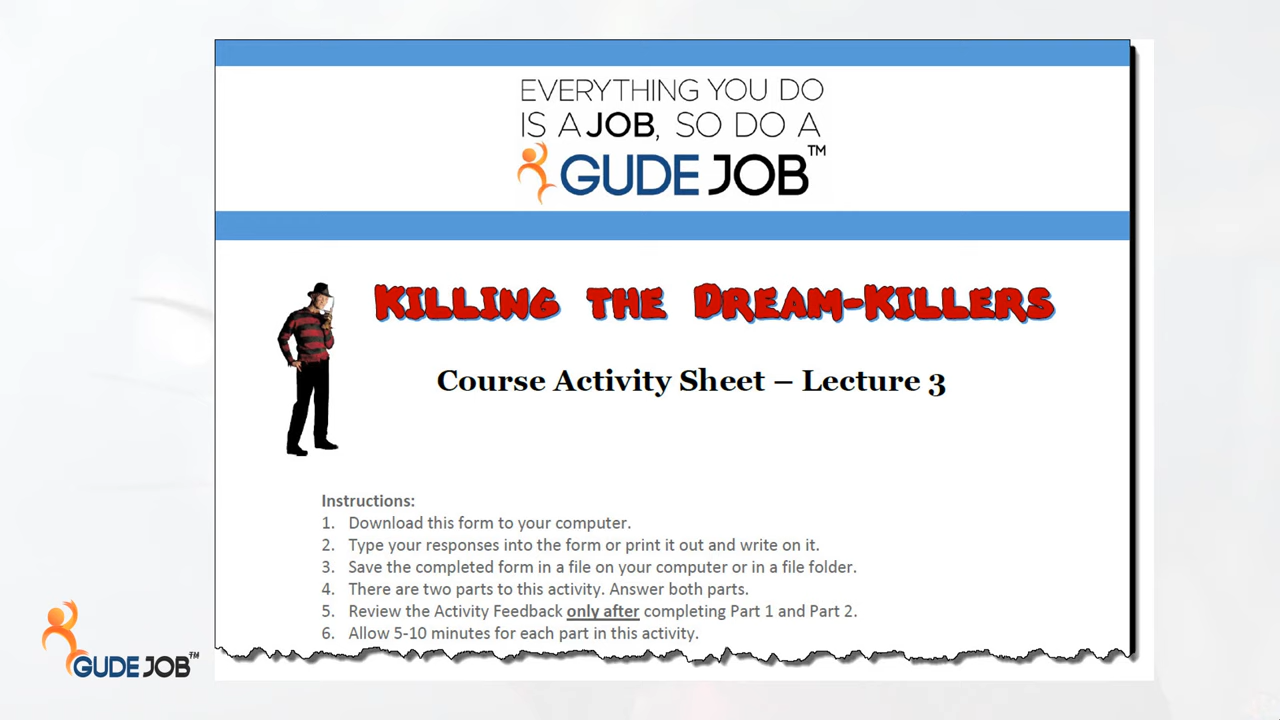 EVERYTHING YOU DO
IS A JOB, SO DO A
GUDE JOB™
KILLING THE DREAM-KILLERS
Course Activity Sheet – Lecture 3
Instructions:
1. Download this form to your computer.
2. Type your responses into the form or print it out and write on it.
3. Save the completed form in a file on your computer or in a file folder.
4. There are two parts to this activity. Answer both parts.
5. Review the Activity Feedback only after completing Part 1 and Part 2.
6. Allow 5-10 minutes for each part in this activity.
GUDE JOB™